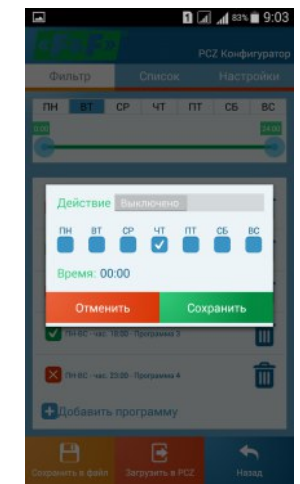 83% 9:03
F&F
PCZ Конфигуратор
Фильтр Список Настройки
ПН ВТ СР ЧТ ПТ СБ ВС
0:00 24:00
Действие Выключено
ПН ВТ СР ЧТ ПТ СБ ВС
Время: 00:00
Отменить Сохранить
ПН-ВС - час. 18:00 - Программа 3
ПН-ВС - час. 23:00 - Программа 4
Добавить программу
Сохранить в файл Загрузить в PCZ Назад